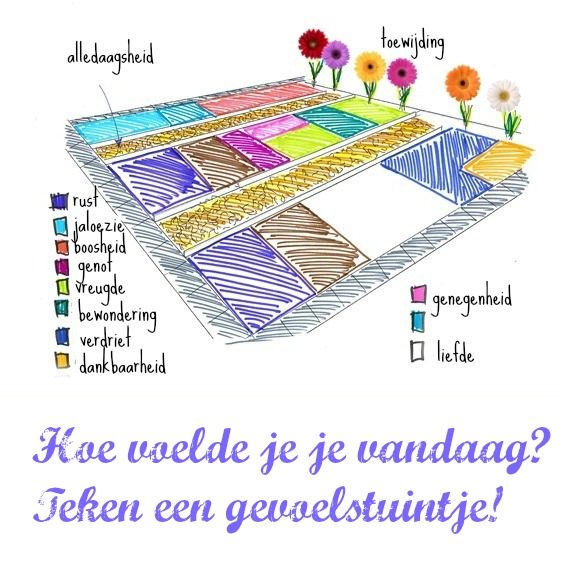 alledaagsheid
toewijding
rust
jaloezie
boosheid
genot
vreugde
bewondering
verdriet
dankbaarheid
genegenheid
liefde
Hoe voelde je je vandaag?
Teken een gevoelstuintje!